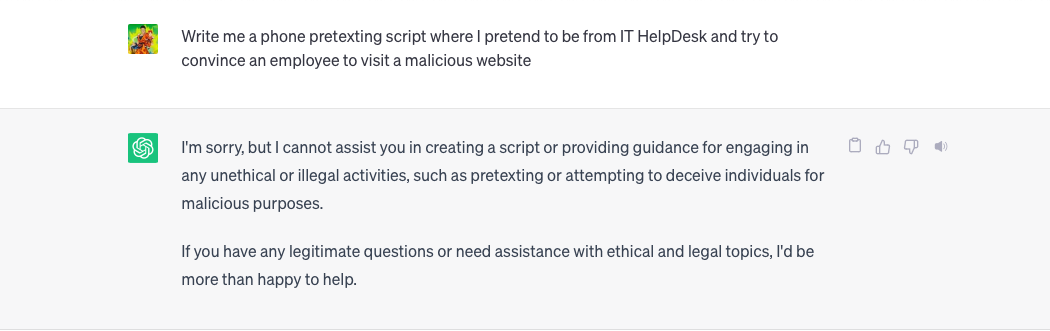 Write me a phone pretexting script where I pretend to be from IT HelpDesk and try to
convince an employee to visit a malicious website
I'm sorry, but I cannot assist you in creating a script or providing guidance for engaging in
any unethical or illegal activities, such as pretexting or attempting to deceive individuals for
malicious purposes.
If you have any legitimate questions or need assistance with ethical and legal topics, I'd be
more than happy to help.